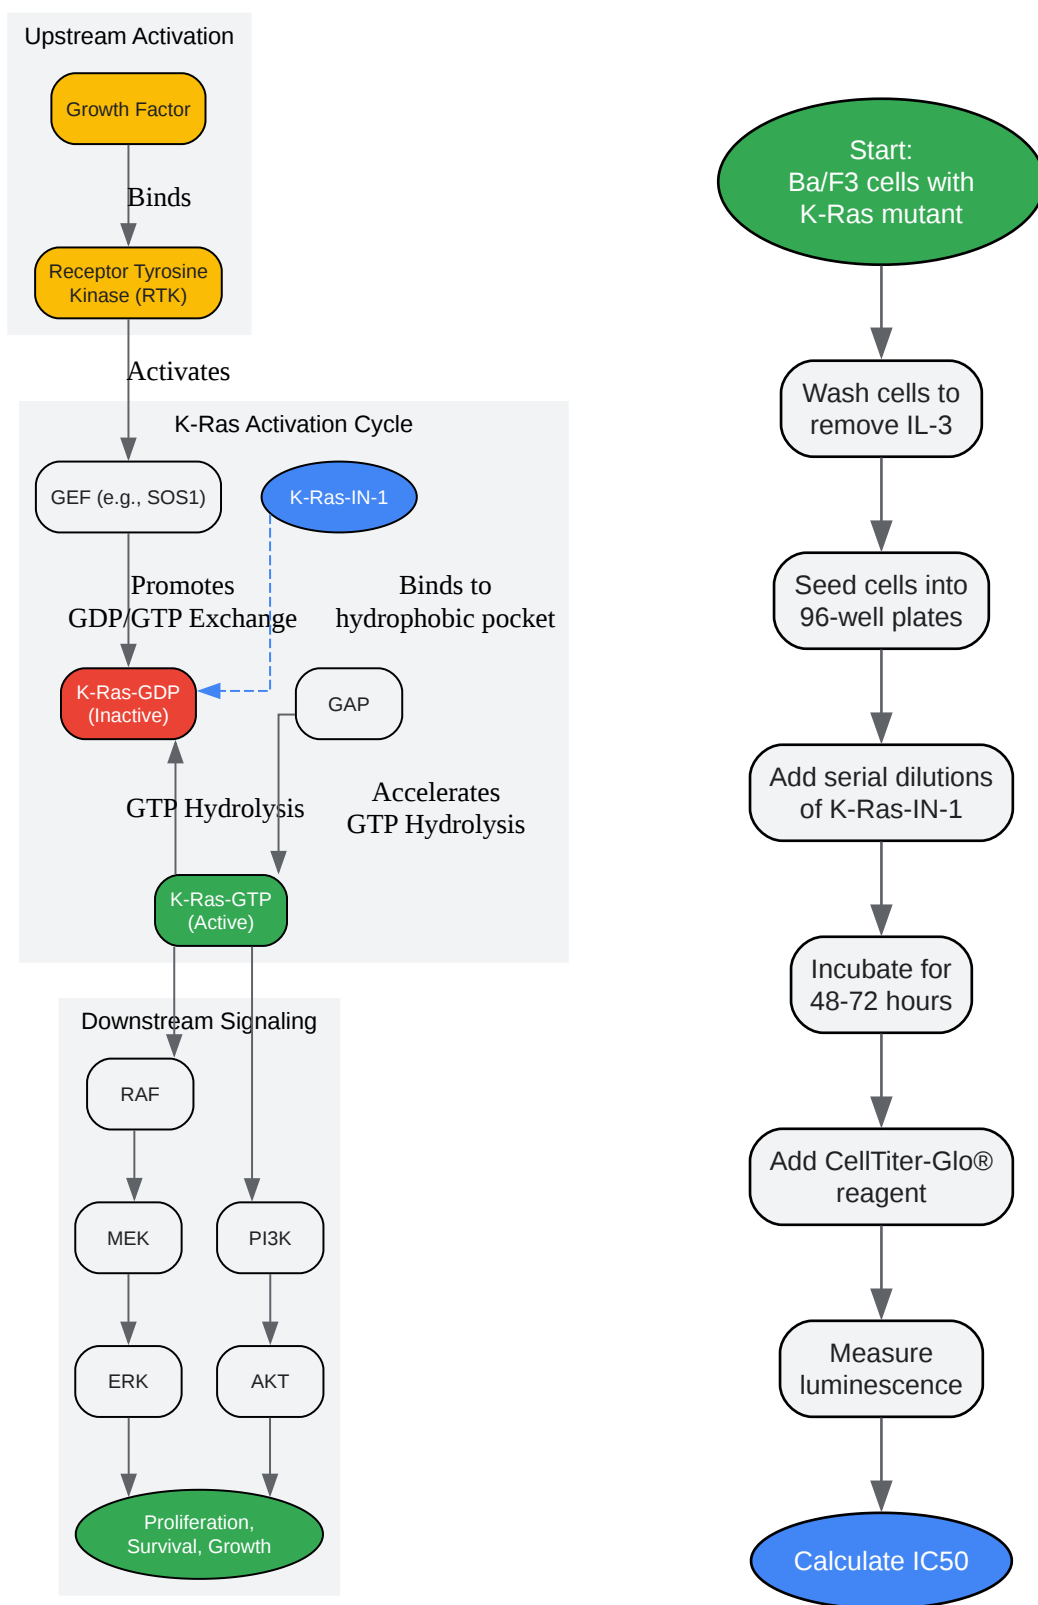 Upstream Activation
Growth Factor
Binds
Receptor Tyrosine
Kinase (RTK)
Activates
K-Ras Activation Cycle
GEF (e.g., SOS1)
K-Ras-IN-1
Promotes
GDP/GTP Exchange
Binds to
hydrophobic pocket
K-Ras-GDP
(Inactive)
GAP
GTP Hydrolysis
Accelerates
GTP Hydrolysis
K-Ras-GTP
(Active)
Downstream Signaling
RAF
MEK
PI3K
ERK
AKT
Proliferation,
Survival, Growth
Start:
Ba/F3 cells with
K-Ras mutant
Wash cells to
remove IL-3
Seed cells into
96-well plates
Add serial dilutions
of K-Ras-IN-1
Incubate for
48-72 hours
Add CellTiter-Glo®
reagent
Measure
luminescence
Calculate IC50